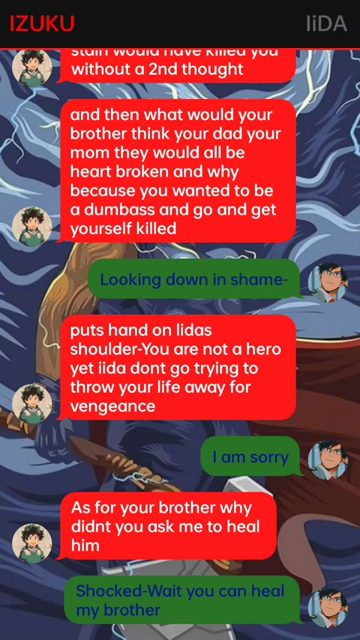 IZUKU
IiDA
stain would have killed you
without a 2nd thought
and then what would your
brother think your dad your
mom they would all be
heart broken and why
because you wanted to be
a dumbass and go and get
yourself killed
Looking down in shame-
puts hand on Iidas
shoulder-You are not a hero
yet iida dont go trying to
throw your life away for
vengeance
I am sorry
As for your brother why
didnt you ask me to heal
him
Shocked-Wait you can heal
my brother